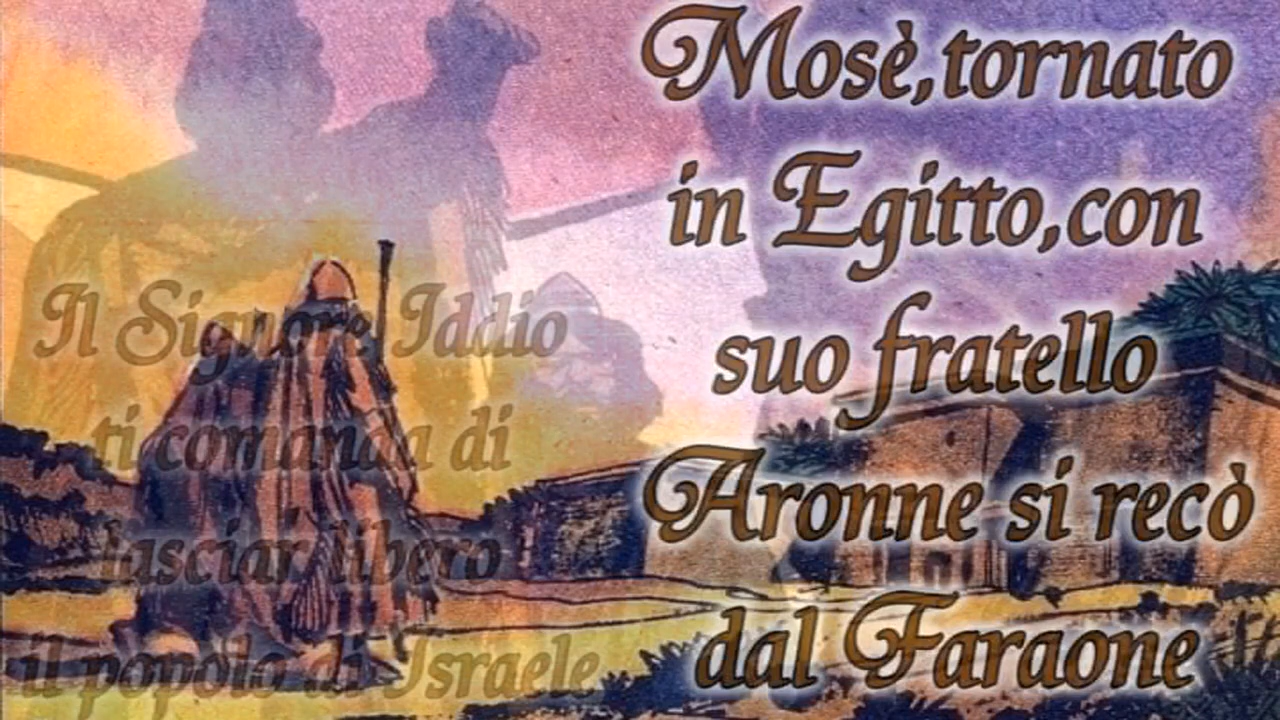 Mosè,tornato
in Egitto,con
suo fratello
Aronne si recò
dal Faraone
Il Signore Iddio
ti comanda di
lasciar libero
il popolo di Israele